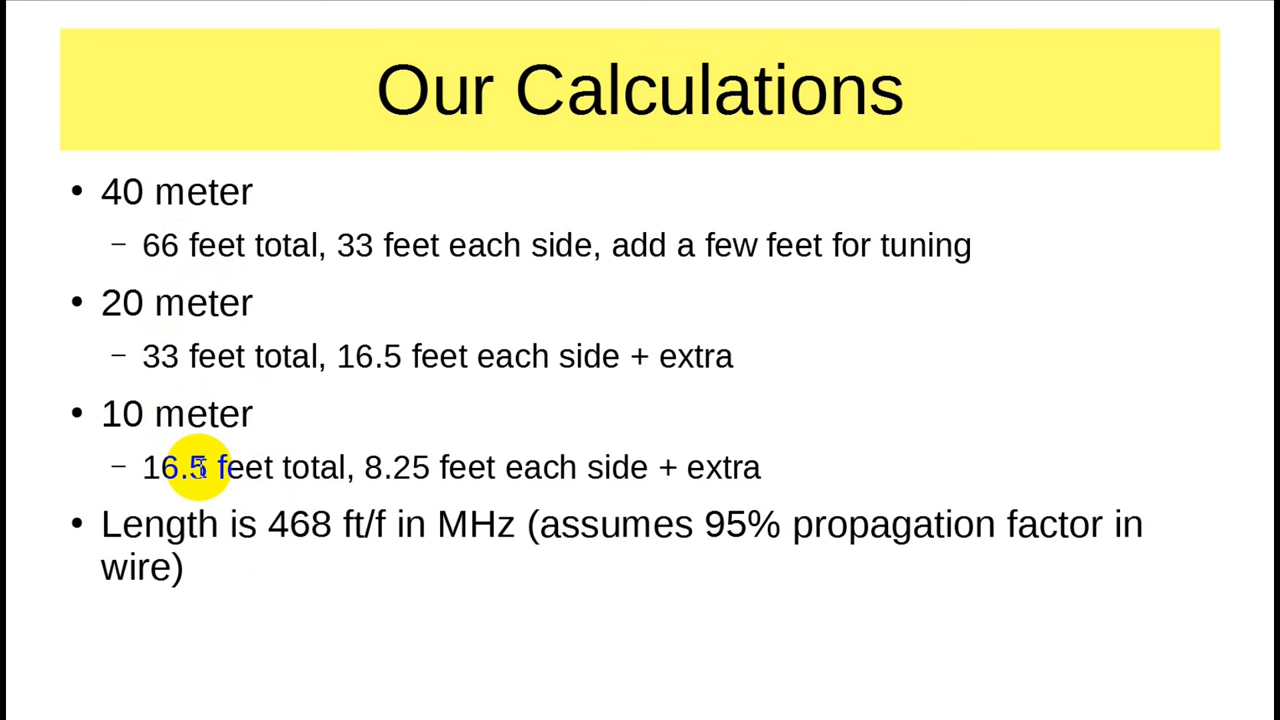 Our Calculations
• 40 meter
– 66 feet total, 33 feet each side, add a few feet for tuning
• 20 meter
– 33 feet total, 16.5 feet each side + extra
• 10 meter
– 16.5 feet total, 8.25 feet each side + extra
• Length is 468 ft/f in MHz (assumes 95% propagation factor in
wire)